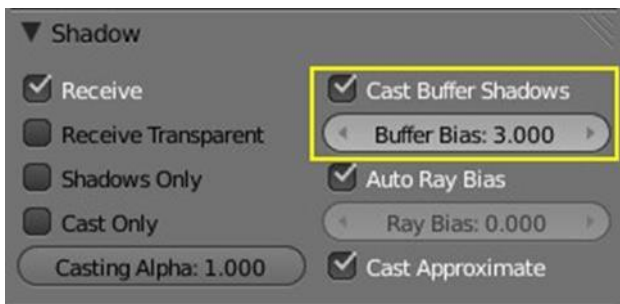 Shadow
Receive
Cast Buffer Shadows
Receive Transparent
Buffer Bias: 3.000
Shadows Only
Auto Ray Bias
Cast Only
Ray Bias: 0.000
Casting Alpha: 1.000
Cast Approximate